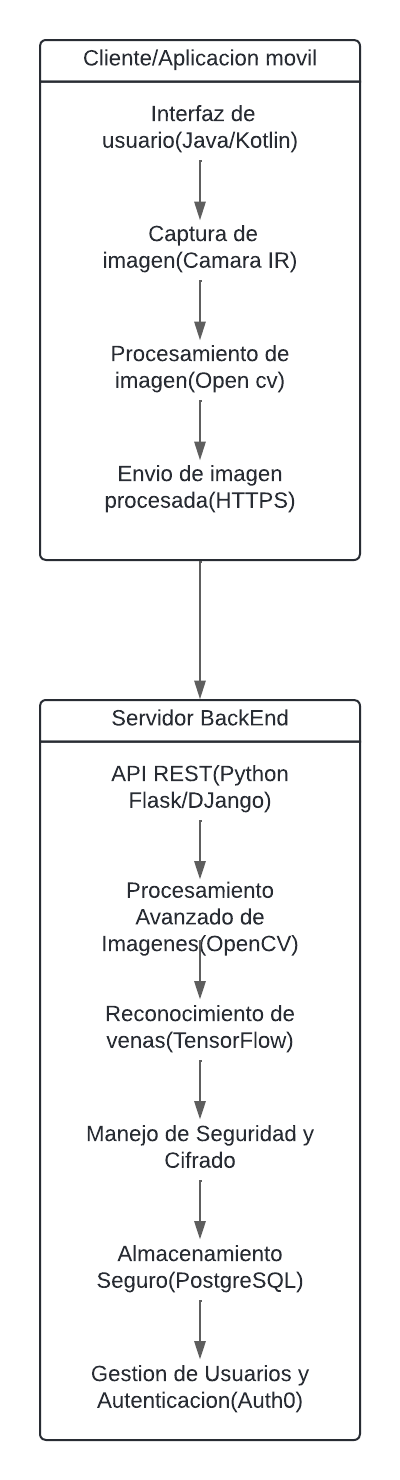 Cliente/Aplicacion movil
Interfaz de
usuario(Java/Kotlin)
Captura de
imagen(Camara IR)
Procesamiento de
imagen(Open cv)
Envio de imagen
procesada(HTTPS)
Servidor BackEnd
API REST(Python
Flask/DJango)
Procesamiento
Avanzado de
Imagenes(OpenCV)
Reconocimiento de
venas(TensorFlow)
Manejo de Seguridad y
Cifrado
Almacenamiento
Seguro(PostgreSQL)
Gestion de Usuarios y
Autenticacion(Auth0)